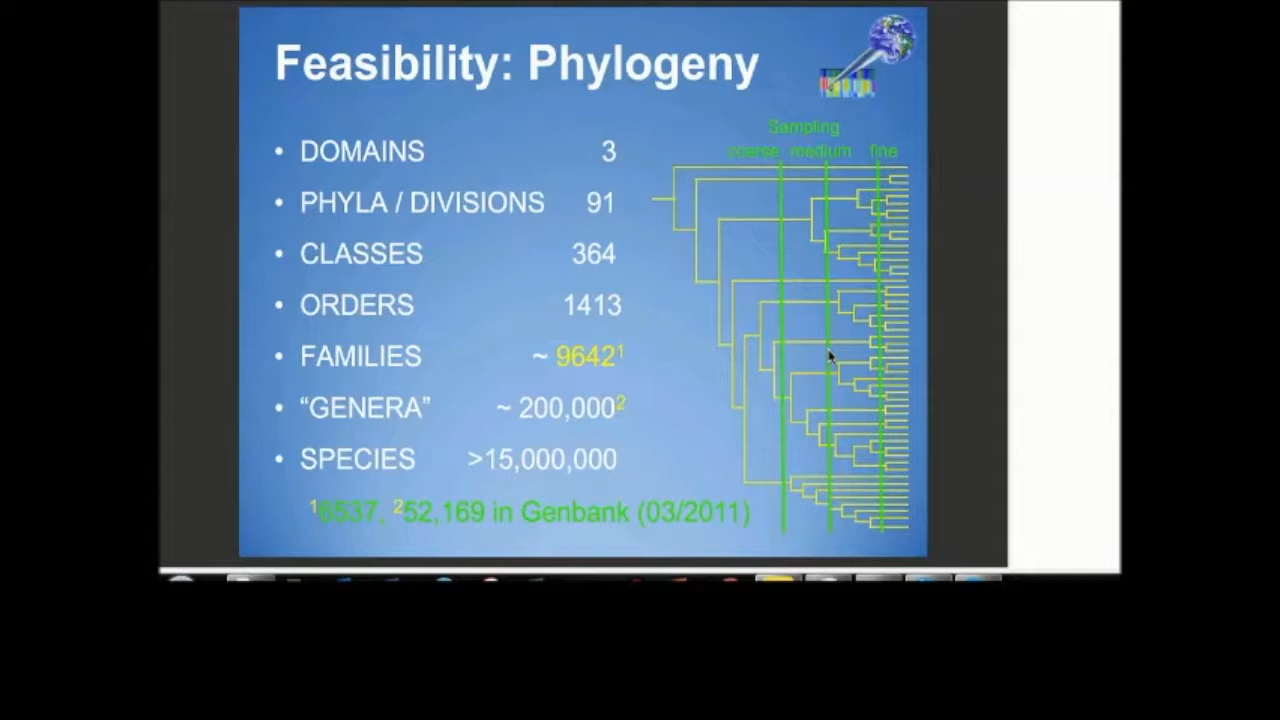 Feasibility: Phylogeny
Sampling
coarse medium fine
• DOMAINS 3
• PHYLA / DIVISIONS 91
• CLASSES 364
• ORDERS 1413
• FAMILIES ~ 9642¹
• “GENERA” ~ 200,000²
• SPECIES >15,000,000
¹6537, ²52,169 in Genbank (03/2011)